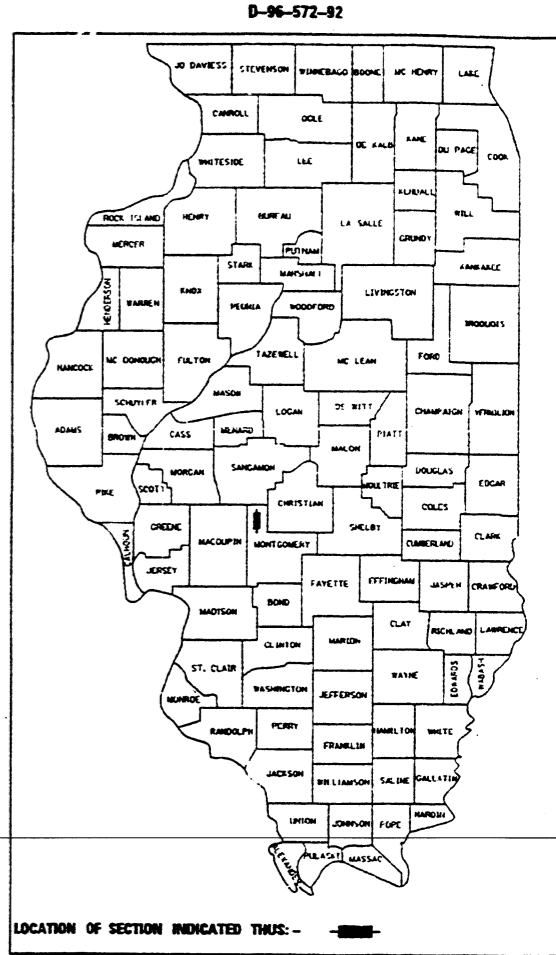 D-96-572-92
JO DAVIESS STEVENSON WINNEBAGO BOONE MC HENRY LAKE
CARROLL OGLE
DE KALB KANE DU PAGE COOK
WHITESIDE LEE
KENDALL WILL
ROCK ISLAND HENRY BUREAU LA SALLE
GRUNDY
MERCER PUTNAM
KANKAKEE
STARK MARSHALL
HENDERSON WARREN KNOX PEORIA WOODFORD LIVINGSTON
IROQUOIS
HANCOCK MC DONOUGH FULTON TAZEWELL MC LEAN FORD
MASON
SCHUYLER LOGAN DE WITT CHAMPAIGN VERMILION
ADAMS BROWN CASS MENARD PIATT
MACON
MORGAN SANGAMON DOUGLAS EDGAR
PIKE SCOTT MOULTRIE
CHRISTIAN COLES
GREENE SHELBY
CALHOUN MACOUPIN MONTGOMERY CUMBERLAND CLARK
JERSEY FAYETTE EFFINGHAM JASPER CRAWFORD
MADISON BOND
CLAY RICHLAND LAWRENCE
CLINTON MARION
ST. CLAIR WAYNE EDWARDS WABASH
WASHINGTON JEFFERSON
MONROE
RANDOLPH PERRY HAMILTON WHITE
FRANKLIN
JACKSON WILLIAMSON SALINE GALLATIN
UNION JOHNSON POPE HARDIN
ALEXANDER PULASKI MASSAC
LOCATION OF SECTION INDICATED THUS:-